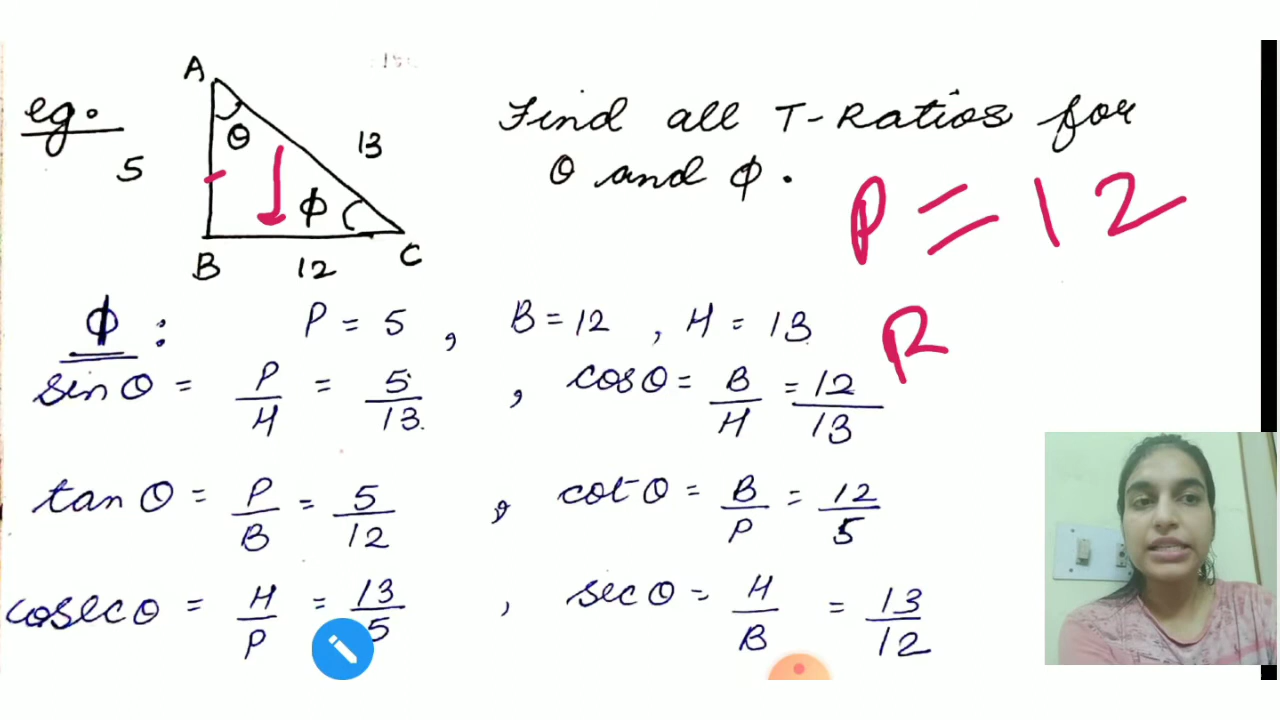 eg.
A
θ
5
13
ϕ
B
12
C
Find all T-Ratios for
θ and ϕ.
P = 12
ϕ : P = 5 , B = 12 , H = 13
B
sin θ = P/H = 5/13 , cos θ = B/H = 12/13
tan θ = P/B = 5/12 , cot θ = B/P = 12/5
cosec θ = H/P = 13/5 , sec θ = H/B = 13/12